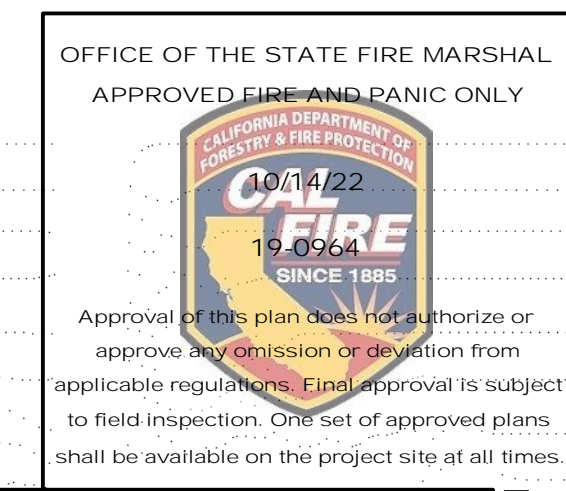 OFFICE OF THE STATE FIRE MARSHAL
APPROVED FIRE AND PANIC ONLY
CALIFORNIA DEPARTMENT OF
FORESTRY & FIRE PROTECTION
CAL
10/14/22
FIRE
19-0964
SINCE 1885
Approval of this plan does not authorize or
approve any omission or deviation from
applicable regulations. Final approval is subject
to field inspection. One set of approved plans
shall be available on the project site at all times.